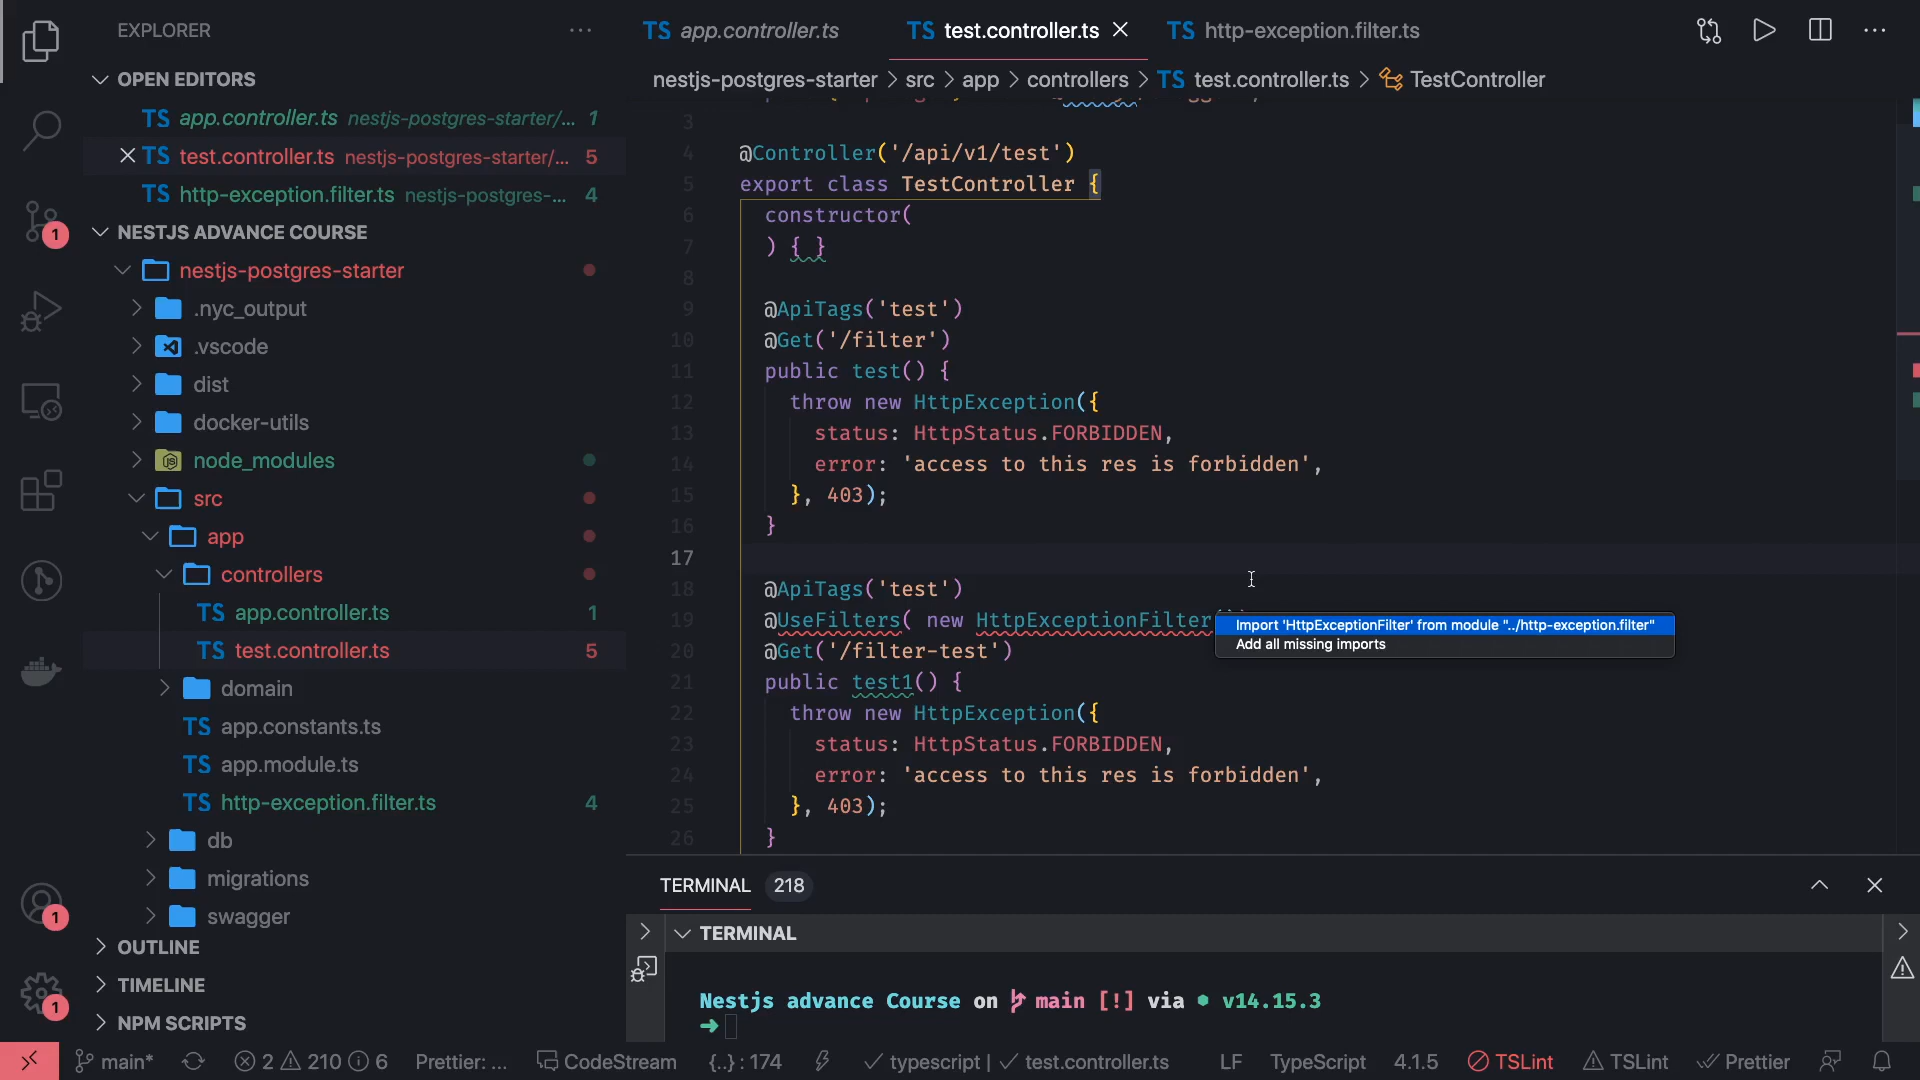 EXPLORER
OPEN EDITORS
TS app.controller.ts nestjs-postgres-starter/... 1
TS test.controller.ts nestjs-postgres-starter/... 5
TS http-exception.filter.ts nestjs-postgres-... 4
NESTJS ADVANCE COURSE
nestjs-postgres-starter
.nyc_output
.vscode
dist
docker-utils
node_modules
src
app
controllers
TS app.controller.ts 1
TS test.controller.ts 5
domain
TS app.constants.ts
TS app.module.ts
TS http-exception.filter.ts 4
db
migrations
swagger
OUTLINE
TIMELINE
NPM SCRIPTS
1
1
1
TS app.controller.ts TS test.controller.ts TS http-exception.filter.ts
nestjs-postgres-starter > src > app > controllers > TS test.controller.ts > TestController
3
4 @Controller('/api/v1/test')
5 export class TestController {
6 constructor(
7 ) { }
8
9 @ApiTags('test')
10 @Get('/filter')
11 public test() {
12 throw new HttpException({
13 status: HttpStatus.FORBIDDEN,
14 error: 'access to this res is forbidden',
15 }, 403);
16 }
17
18 @ApiTags('test')
19 @UseFilters( new HttpExceptionFilter
Import 'HttpExceptionFilter' from module "../http-exception.filter"
Add all missing imports
20 @Get('/filter-test')
21 public test1() {
22 throw new HttpException({
23 status: HttpStatus.FORBIDDEN,
24 error: 'access to this res is forbidden',
25 }, 403);
26 }
TERMINAL 218
TERMINAL
Nestjs advance Course on main [!] via v14.15.3
main* 2 210 6 Prettier: ... CodeStream {..} : 174 typescript | test.controller.ts LF TypeScript 4.1.5 TSLint TSLint Prettier